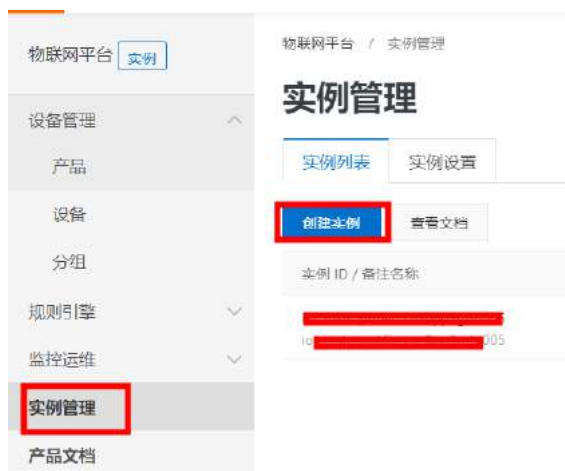 物联网平台 实例
设备管理
产品
设备
分组
规则引擎
监控运维
实例管理
产品文档
物联网平台 / 实例管理
实例管理
实例列表 实例设置
创建实例 查看文档
实例 ID / 备注名称
005